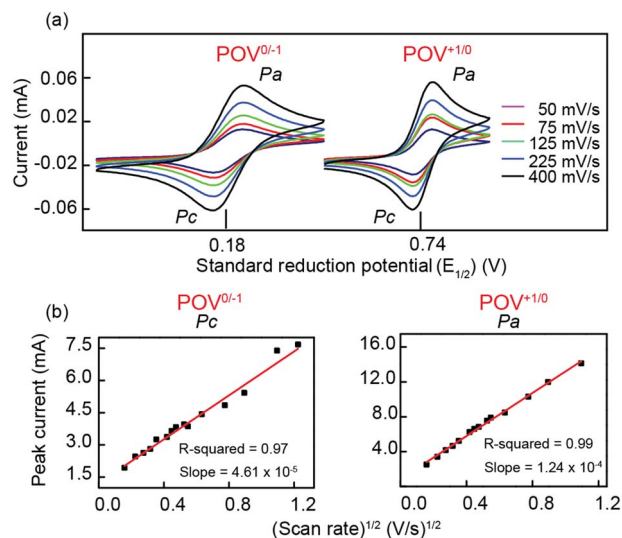 (a)
POV0/-1
POV+1/0
Pa
Pa
0.06
0.02
-0.02
-0.06
Current (mA)
50 mV/s
75 mV/s
125 mV/s
225 mV/s
400 mV/s
Pc
Pc
0.18
0.74
Standard reduction potential (E1/2) (V)
(b)
POV0/-1
Pc
POV+1/0
Pa
Peak current (mA)
7.5
6.0
4.5
3.0
1.5
R-squared = 0.97
Slope = 4.61 x 10-5
0.0
0.4
0.8
1.2
16.0
12.0
8.0
4.0
R-squared = 0.99
Slope = 1.24 x 10-4
0.0
0.4
0.8
1.2
(Scan rate)1/2 (V/s)1/2